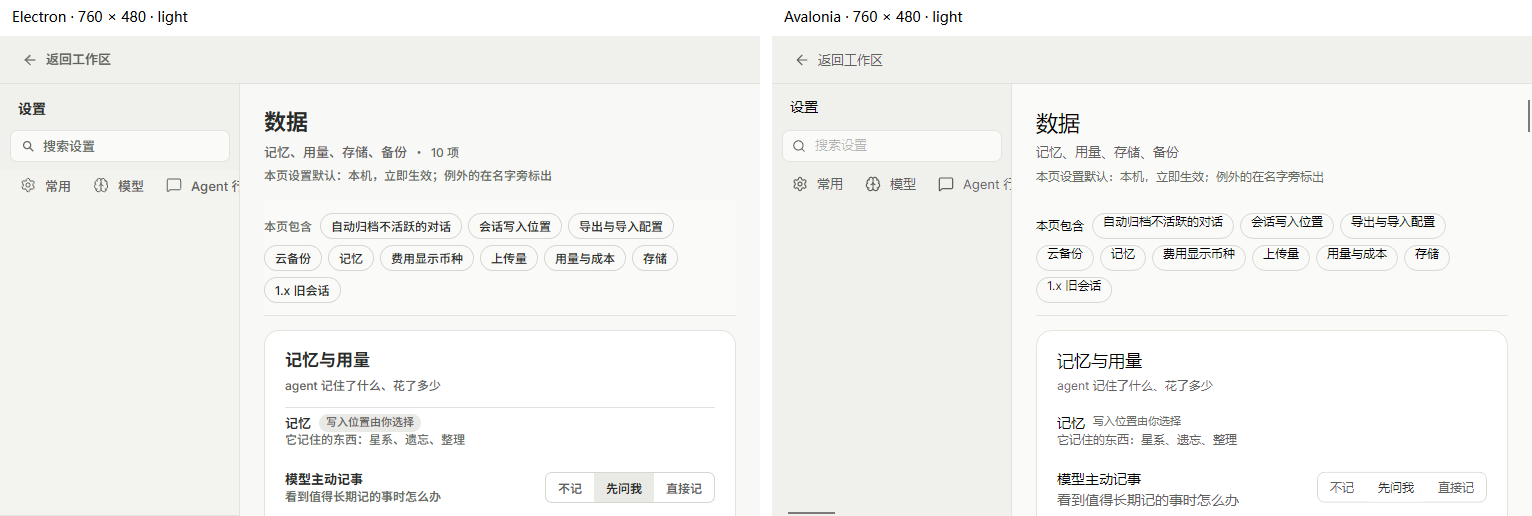 Electron · 760 × 480 · light
返回工作区
设置
搜索设置
常用 模型 Agent 行
数据
记忆、用量、存储、备份 • 10 项
本页设置默认：本机，立即生效；例外的在名字旁标出
本页包含 自动归档不活跃的对话 会话写入位置 导出与导入配置
云备份 记忆 费用显示币种 上传量 用量与成本 存储
1.x 旧会话
记忆与用量
agent 记住了什么、花了多少
记忆 写入位置由你选择
它记住的东西：星系、遗忘、整理
模型主动记事
看到值得长期记的事时怎么办
不记 先问我 直接记
Avalonia · 760 × 480 · light
返回工作区
设置
搜索设置
常用 模型 Agent 行
数据
记忆、用量、存储、备份
本页设置默认：本机，立即生效；例外的在名字旁标出
本页包含 自动归档不活跃的对话 会话写入位置 导出与导入配置
云备份 记忆 费用显示币种 上传量 用量与成本 存储
1.x 旧会话
记忆与用量
agent 记住了什么、花了多少
记忆 写入位置由你选择
它记住的东西：星系、遗忘、整理
模型主动记事
看到值得长期记的事时怎么办
不记 先问我 直接记